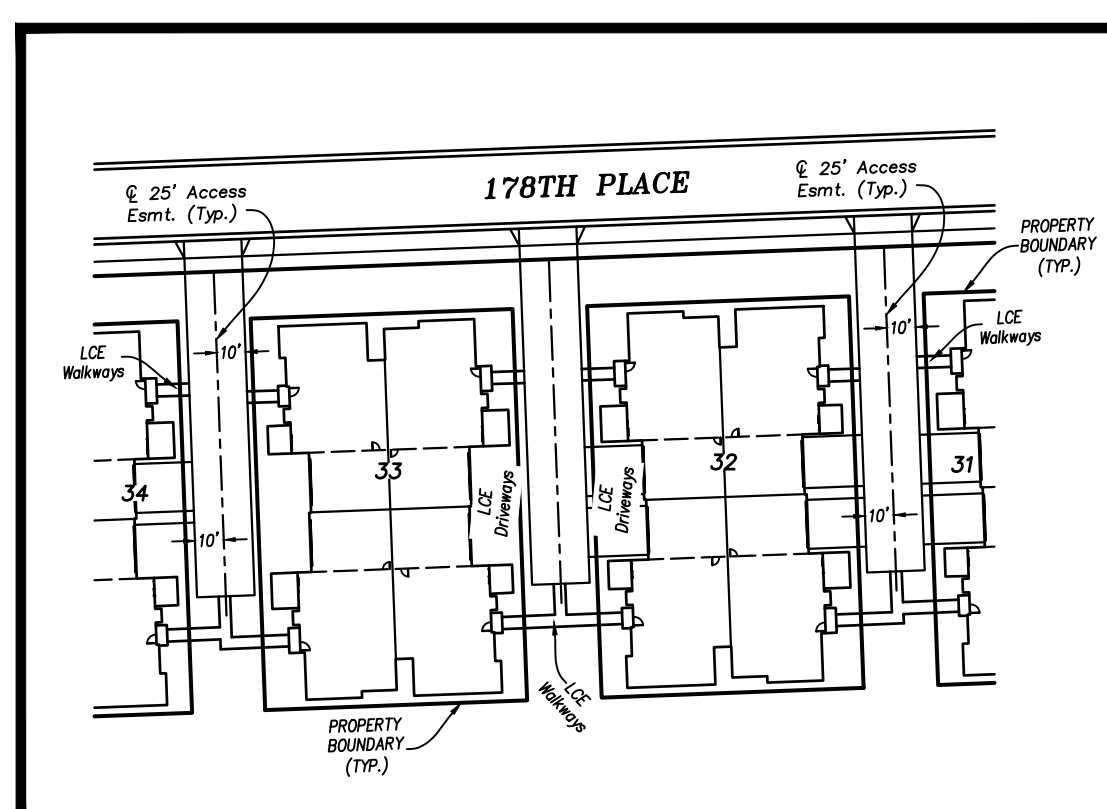 178TH PLACE
℄ 25' Access
Esmt. (Typ.)
℄ 25' Access
Esmt. (Typ.)
PROPERTY
BOUNDARY
(TYP.)
LCE
Walkways
10'
10'
LCE
Walkways
34
33
LCE
Driveways
LCE
Driveways
32
31
10'
10'
LCE
Walkways
PROPERTY
BOUNDARY
(TYP.)